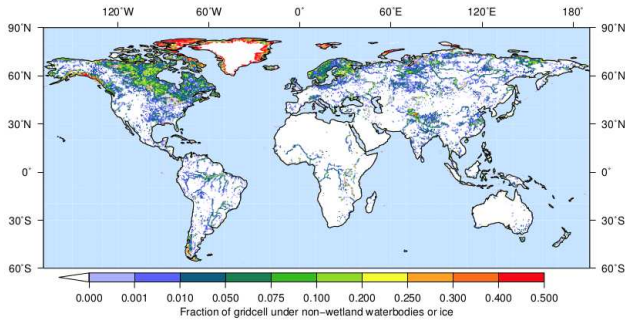 120°W 60°W 0° 60°E 120°E 180°
90°N 90°N
60°N 60°N
30°N 30°N
0° 0°
30°S 30°S
60°S 60°S
0.000 0.001 0.010 0.050 0.075 0.100 0.200 0.250 0.300 0.400 0.500
Fraction of gridcell under non−wetland waterbodies or ice